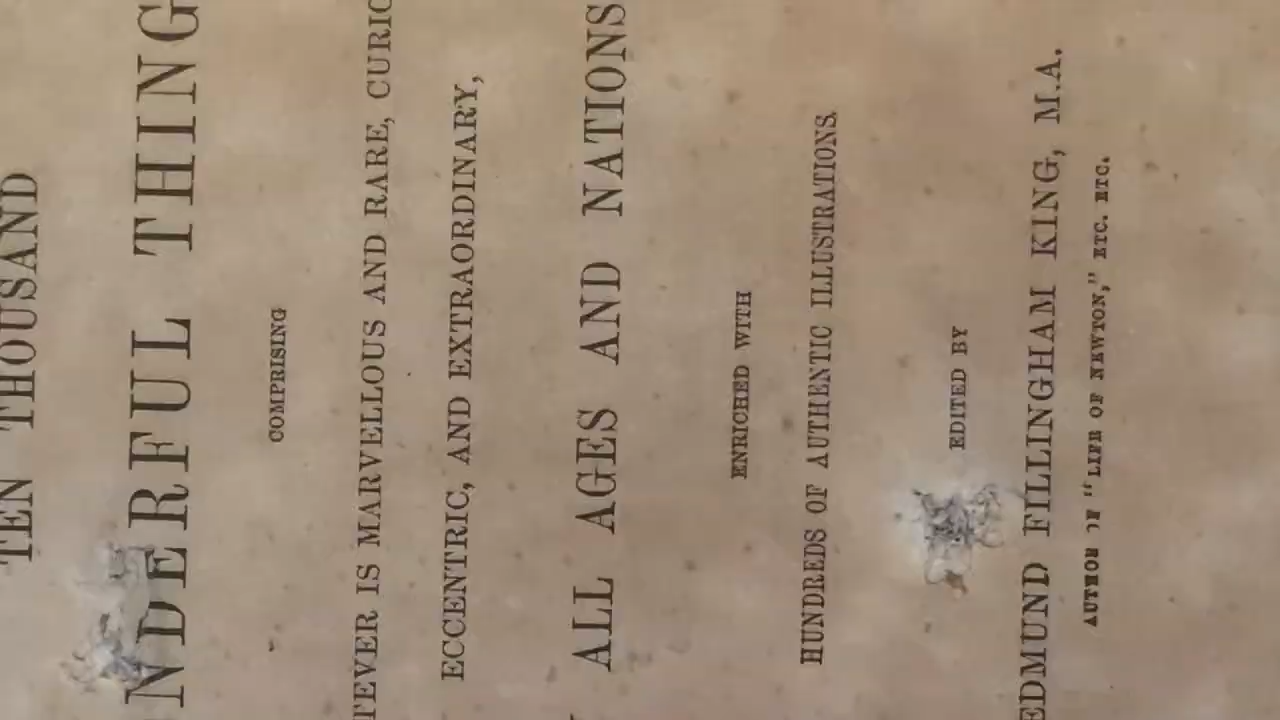 TEN THOUSAND
NDERFUL THING
COMPRISING
TEVER IS MARVELLOUS AND RARE, CURIO
ECCENTRIC, AND EXTRAORDINARY,
ALL AGES AND NATIONS
ENRICHED WITH
HUNDREDS OF AUTHENTIC ILLUSTRATIONS.
EDITED BY
EDMUND FILLINGHAM KING, M.A.
AUTHOR OF "LIFE OF NEWTON," ETC. ETC.